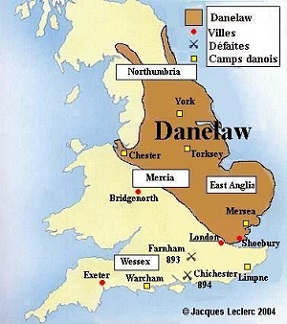 Danelaw
Villes
Défaites
Camps danois
Northumbria
York
Danelaw
Chester
Torksey
Mercia
East Anglia
Bridgenorth
Mersea
London
Shoebury
Farnham
893
Wessex
Exeter
Warcham
Chichester
894
Limpne
© Jacques Leclerc 2004